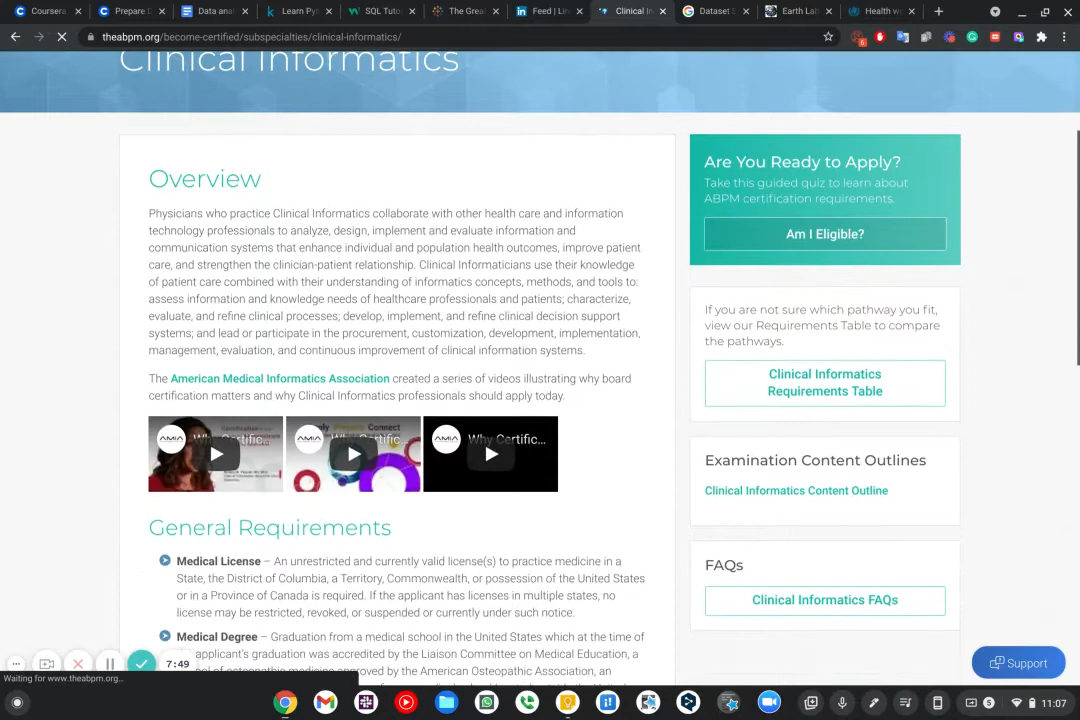 Coursera
Prepare D
Data anal
Learn Pyt
SQL Tuto
The Grea
Feed | Lin
Clinical In
Dataset S
Earth Lab
Health wo
theabpm.org/become-certified/subspecialties/clinical-informatics/
6
Clinical Informatics
Overview
Physicians who practice Clinical Informatics collaborate with other health care and information
technology professionals to analyze, design, implement and evaluate information and
communication systems that enhance individual and population health outcomes, improve patient
care, and strengthen the clinician-patient relationship. Clinical Informaticians use their knowledge
of patient care combined with their understanding of informatics concepts, methods, and tools to:
assess information and knowledge needs of healthcare professionals and patients; characterize,
evaluate, and refine clinical processes; develop, implement, and refine clinical decision support
systems; and lead or participate in the procurement, customization, development, implementation,
management, evaluation, and continuous improvement of clinical information systems.
The American Medical Informatics Association created a series of videos illustrating why board
certification matters and why Clinical Informatics professionals should apply today.
AMIA Why Certific...
AMIA Why Certific...
AMIA Why Certific...
General Requirements
Medical License – An unrestricted and currently valid license(s) to practice medicine in a
State, the District of Columbia, a Territory, Commonwealth, or possession of the United States
or in a Province of Canada is required. If the applicant has licenses in multiple states, no
license may be restricted, revoked, or suspended or currently under such notice.
Medical Degree – Graduation from a medical school in the United States which at the time of
applicant's graduation was accredited by the Liaison Committee on Medical Education, a
ol of osteopathic medicine approved by the American Osteopathic Association, an
Are You Ready to Apply?
Take this guided quiz to learn about
ABPM certification requirements.
Am I Eligible?
If you are not sure which pathway you fit,
view our Requirements Table to compare
the pathways.
Clinical Informatics
Requirements Table
Examination Content Outlines
Clinical Informatics Content Outline
FAQs
Clinical Informatics FAQs
Support
7:49
Waiting for www.theabpm.org...
5
11:07